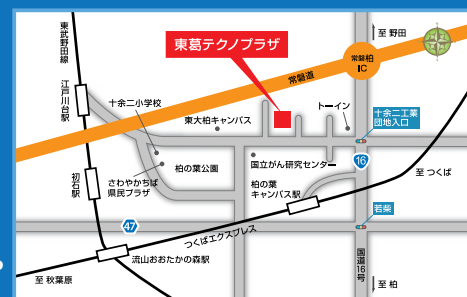 東武野田線
江戸川台駅
初石駅
東葛テクノプラザ
常磐道
常磐柏
IC
至 野田
十余二小学校
東大柏キャンパス
トーイン
十余二工業
団地入口
柏の葉公園
国立がん研究センター
16
さわやかちば
県民プラザ
柏の葉
キャンパス駅
至 つくば
若柴
47
つくばエクスプレス
流山おおたかの森駅
国道16号
至 秋葉原
至 柏